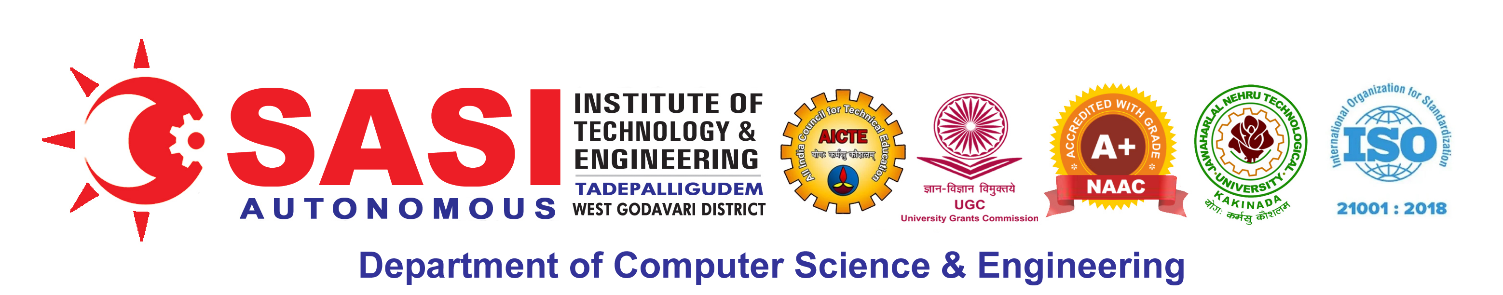 SASI
AUTONOMOUS
INSTITUTE OF
TECHNOLOGY &
ENGINEERING
TADEPALLIGUDEM
WEST GODAVARI DISTRICT
All India Council for Technical Education
AICTE
योगः कर्मसु कौशलम्
ज्ञान-विज्ञान विमुक्तये
UGC
University Grants Commission
ACCREDITED WITH GRADE
A+
NAAC
JAWAHARLAL NEHRU TECHNOLOGICAL UNIVERSITY
KAKINADA
योगः कर्मसु कौशलम्
International Organization for Standardization
ISO
21001 : 2018
Department of Computer Science & Engineering